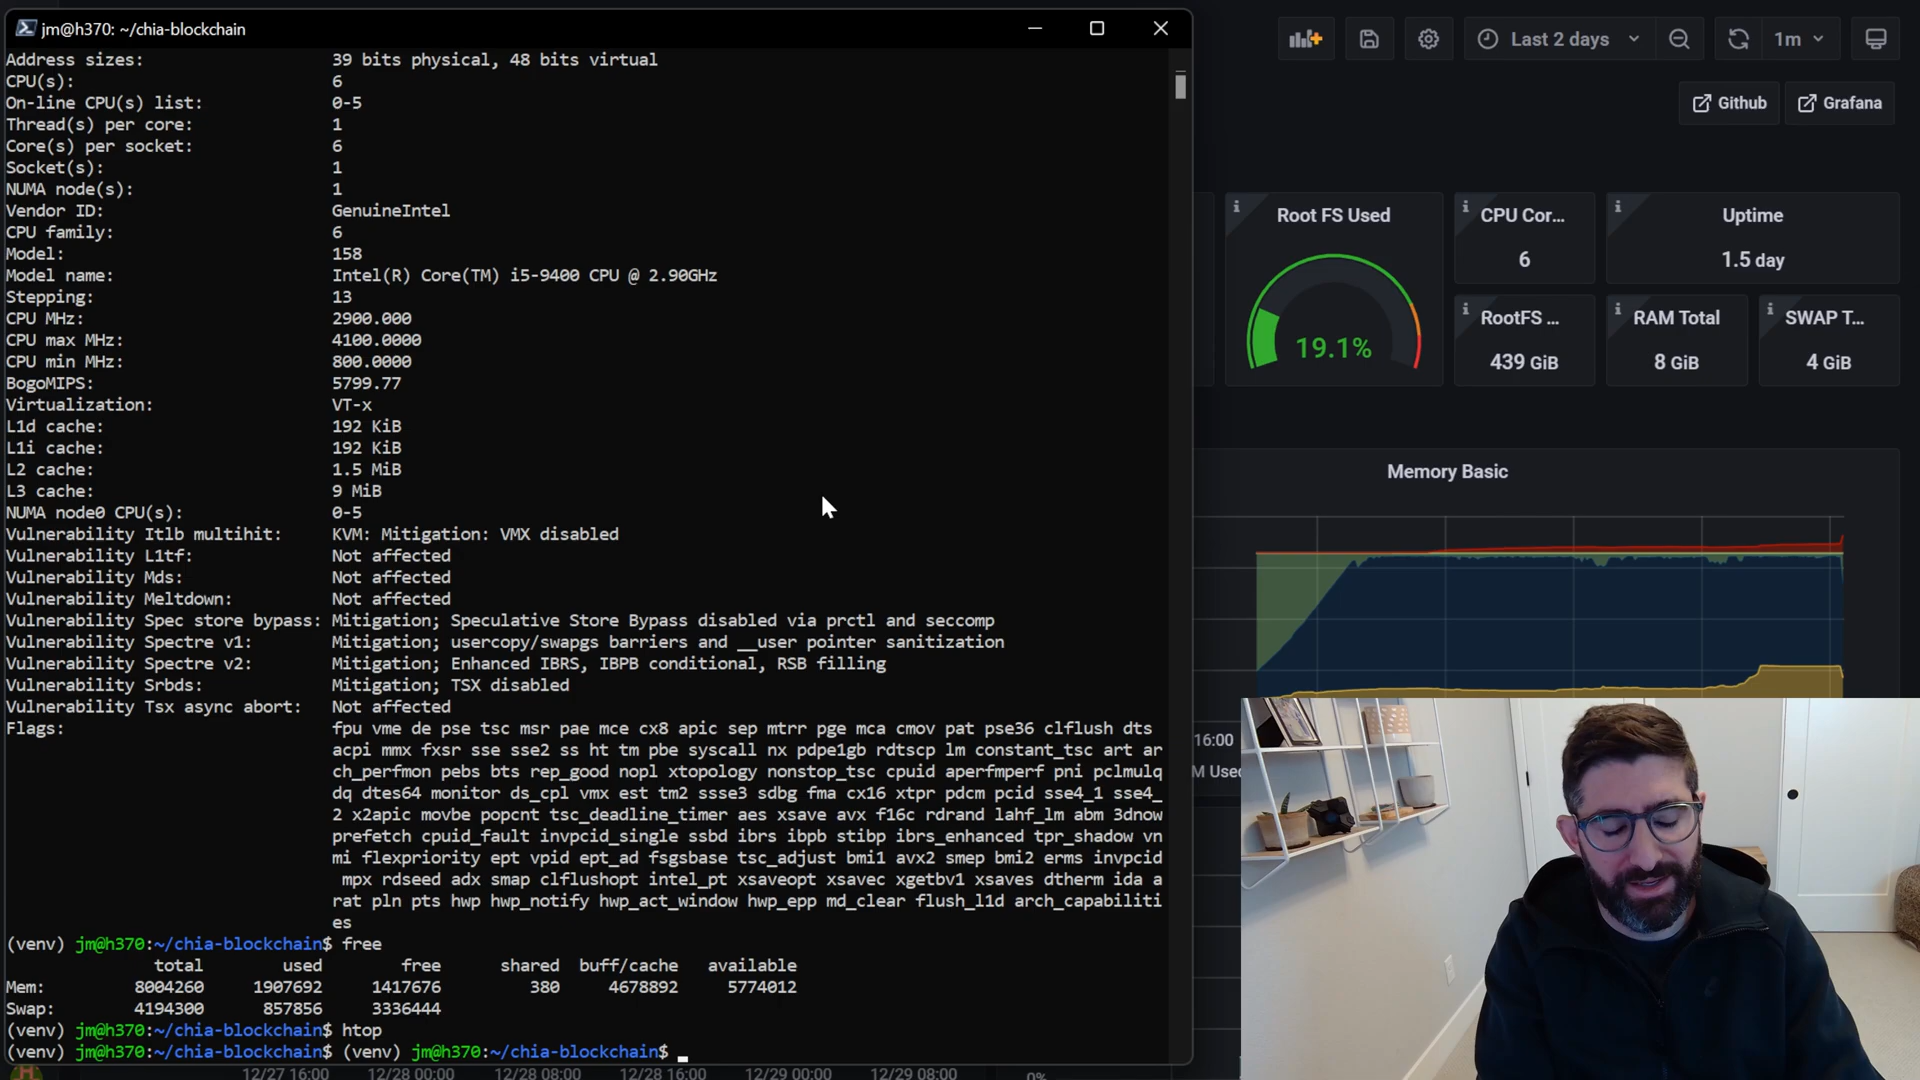 jm@h370: ~/chia-blockchain
Address sizes: 39 bits physical, 48 bits virtual
CPU(s): 6
On-line CPU(s) list: 0-5
Thread(s) per core: 1
Core(s) per socket: 6
Socket(s): 1
NUMA node(s): 1
Vendor ID: GenuineIntel
CPU family: 6
Model: 158
Model name: Intel(R) Core(TM) i5-9400 CPU @ 2.90GHz
Stepping: 13
CPU MHz: 2900.000
CPU max MHz: 4100.0000
CPU min MHz: 800.0000
BogoMIPS: 5799.77
Virtualization: VT-x
L1d cache: 192 KiB
L1i cache: 192 KiB
L2 cache: 1.5 MiB
L3 cache: 9 MiB
NUMA node0 CPU(s): 0-5
Vulnerability Itlb multihit: KVM: Mitigation: VMX disabled
Vulnerability L1tf: Not affected
Vulnerability Mds: Not affected
Vulnerability Meltdown: Not affected
Vulnerability Spec store bypass: Mitigation; Speculative Store Bypass disabled via prctl and seccomp
Vulnerability Spectre v1: Mitigation; usercopy/swapgs barriers and __user pointer sanitization
Vulnerability Spectre v2: Mitigation; Enhanced IBRS, IBPB conditional, RSB filling
Vulnerability Srbds: Mitigation; TSX disabled
Vulnerability Tsx async abort: Not affected
Flags: fpu vme de pse tsc msr pae mce cx8 apic sep mtrr pge mca cmov pat pse36 clflush dts
acpi mmx fxsr sse sse2 ss ht tm pbe syscall nx pdpe1gb rdtscp lm constant_tsc art ar
ch_perfmon pebs bts rep_good nopl xtopology nonstop_tsc cpuid aperfmperf pni pclmulq
dq dtes64 monitor ds_cpl vmx est tm2 ssse3 sdbg fma cx16 xtpr pdcm pcid sse4_1 sse4_
2 x2apic movbe popcnt tsc_deadline_timer aes xsave avx f16c rdrand lahf_lm abm 3dnow
prefetch cpuid_fault invpcid_single ssbd ibrs ibpb stibp ibrs_enhanced tpr_shadow vn
mi flexpriority ept vpid ept_ad fsgsbase tsc_adjust bmi1 avx2 smep bmi2 erms invpcid
mpx rdseed adx smap clflushopt intel_pt xsaveopt xsavec xgetbv1 xsaves dtherm ida a
rat pln pts hwp hwp_notify hwp_act_window hwp_epp md_clear flush_l1d arch_capabiliti
es
(venv) jm@h370:~/chia-blockchain$ free
total used free shared buff/cache available
Mem: 8004260 1907692 1417676 380 4678892 5774012
Swap: 4194300 857856 3336444
(venv) jm@h370:~/chia-blockchain$ htop
(venv) jm@h370:~/chia-blockchain$ (venv) jm@h370:~/chia-blockchain$
12/27 16:00 12/28 00:00 12/28 08:00 12/28 16:00 12/29 00:00 12/29 08:00
0%
Last 2 days
1m
Github
Grafana
Root FS Used
19.1%
CPU Cor...
6
Uptime
1.5 day
RootFS ...
439 GiB
RAM Total
8 GiB
SWAP T...
4 GiB
Memory Basic
16:00
M Used